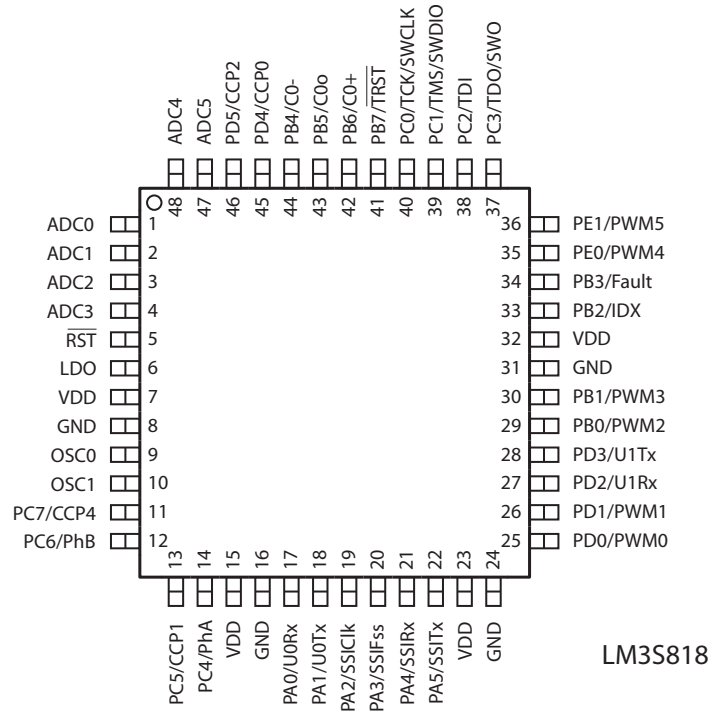 ADC4
ADC5
PD5/CCP2
PD4/CCP0
PB4/C0-
PB5/C0o
PB6/C0+
PB7/TRST
PC0/TCK/SWCLK
PC1/TMS/SWDIO
PC2/TDI
PC3/TDO/SWO
48
47
46
45
44
43
42
41
40
39
38
37
ADC0 1
ADC1 2
ADC2 3
ADC3 4
RST 5
LDO 6
VDD 7
GND 8
OSC0 9
OSC1 10
PC7/CCP4 11
PC6/PhB 12
36 PE1/PWM5
35 PE0/PWM4
34 PB3/Fault
33 PB2/IDX
32 VDD
31 GND
30 PB1/PWM3
29 PB0/PWM2
28 PD3/U1Tx
27 PD2/U1Rx
26 PD1/PWM1
25 PD0/PWM0
13
14
15
16
17
18
19
20
21
22
23
24
PC5/CCP1
PC4/PhA
VDD
GND
PA0/U0Rx
PA1/U0Tx
PA2/SSIClk
PA3/SSIFss
PA4/SSIRx
PA5/SSITx
VDD
GND
LM3S818